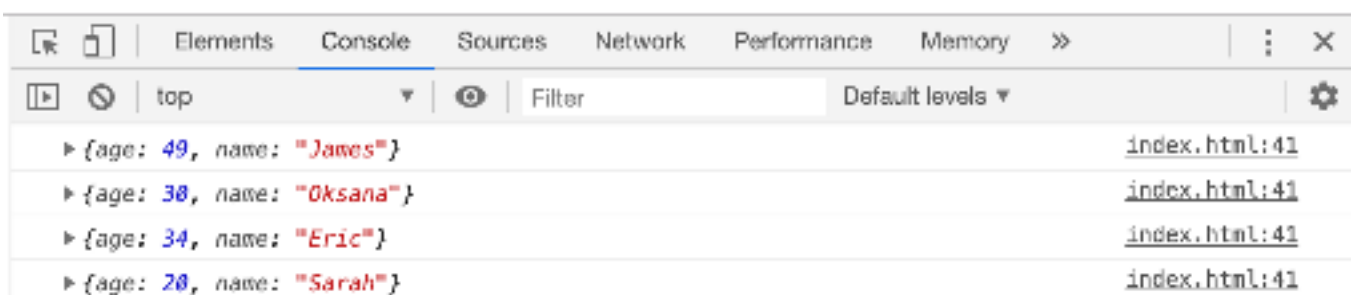 Elements Console Sources Network Performance Memory »
top Filter Default levels ▼
{age: 49, name: "James"} index.html:41
{age: 30, name: "Oksana"} index.html:41
{age: 34, name: "Eric"} index.html:41
{age: 20, name: "Sarah"} index.html:41